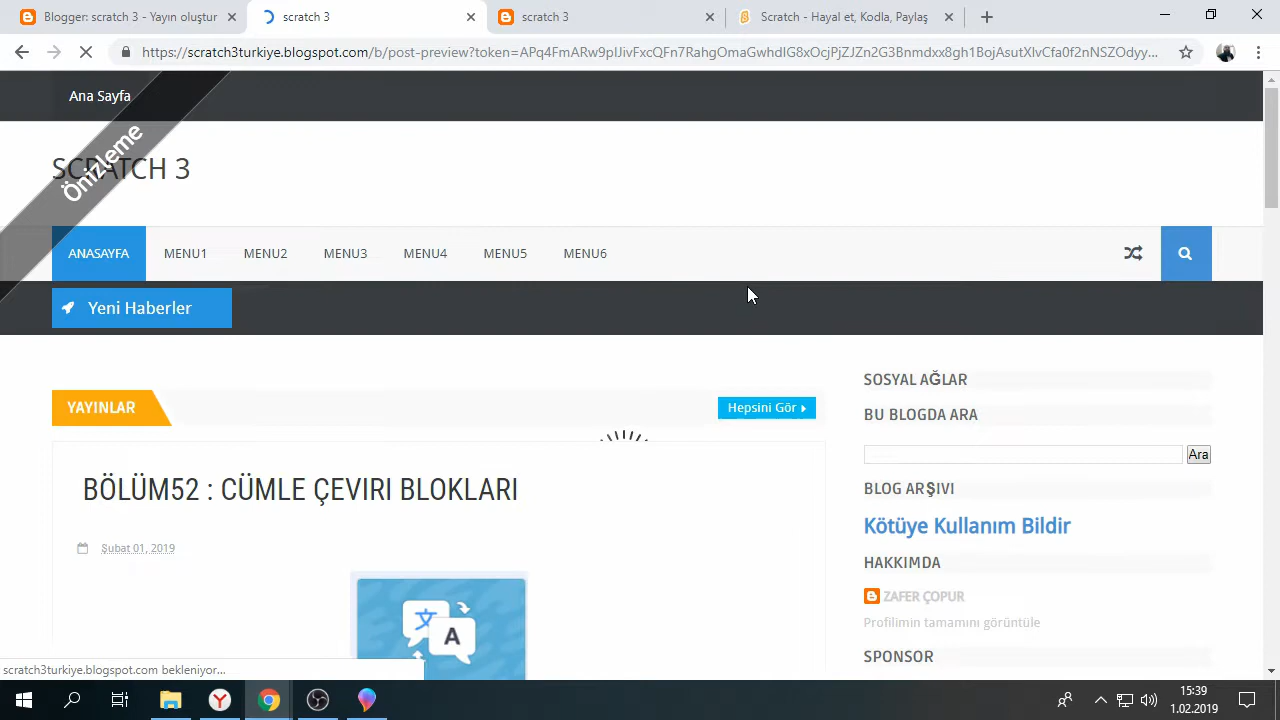 Blogger: scratch 3 - Yayın oluştur
scratch 3
scratch 3
Scratch - Hayal et, Kodla, Paylaş
https://scratch3turkiye.blogspot.com/b/post-preview?token=APq4FmARw9pIJivFxcQFn7RahgOmaGwhdIG8xOcjPjZJZn2G3Bnmdxx8gh1BojAsutXIvCfa0f2nNSZOdyy...
Ana Sayfa
Önizleme
SCRATCH 3
ANASAYFA
MENU1
MENU2
MENU3
MENU4
MENU5
MENU6
Yeni Haberler
YAYINLAR
Hepsini Gör
SOSYAL AĞLAR
BU BLOGDA ARA
Ara
BÖLÜM52 : CÜMLE ÇEVIRI BLOKLARI
BLOG ARŞIVI
Kötüye Kullanım Bildir
Şubat 01, 2019
HAKKIMDA
ZAFER ÇOPUR
Profilimin tamamını görüntüle
文
A
SPONSOR
scratch3turkiye.blogspot.com bekleniyor...
15:39
1.02.2019